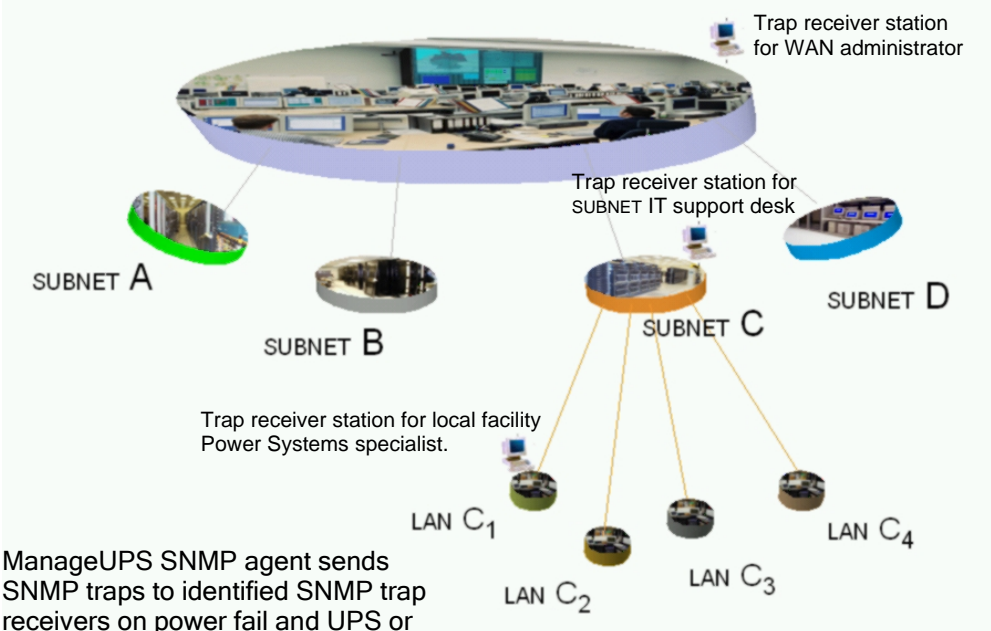 Trap receiver station
for WAN administrator
Trap receiver station for
SUBNET IT support desk
SUBNET A
SUBNET B
SUBNET C
SUBNET D
Trap receiver station for local facility
Power Systems specialist.
LAN C1
LAN C2
LAN C3
LAN C4
ManageUPS SNMP agent sends
SNMP traps to identified SNMP trap
receivers on power fail and UPS or